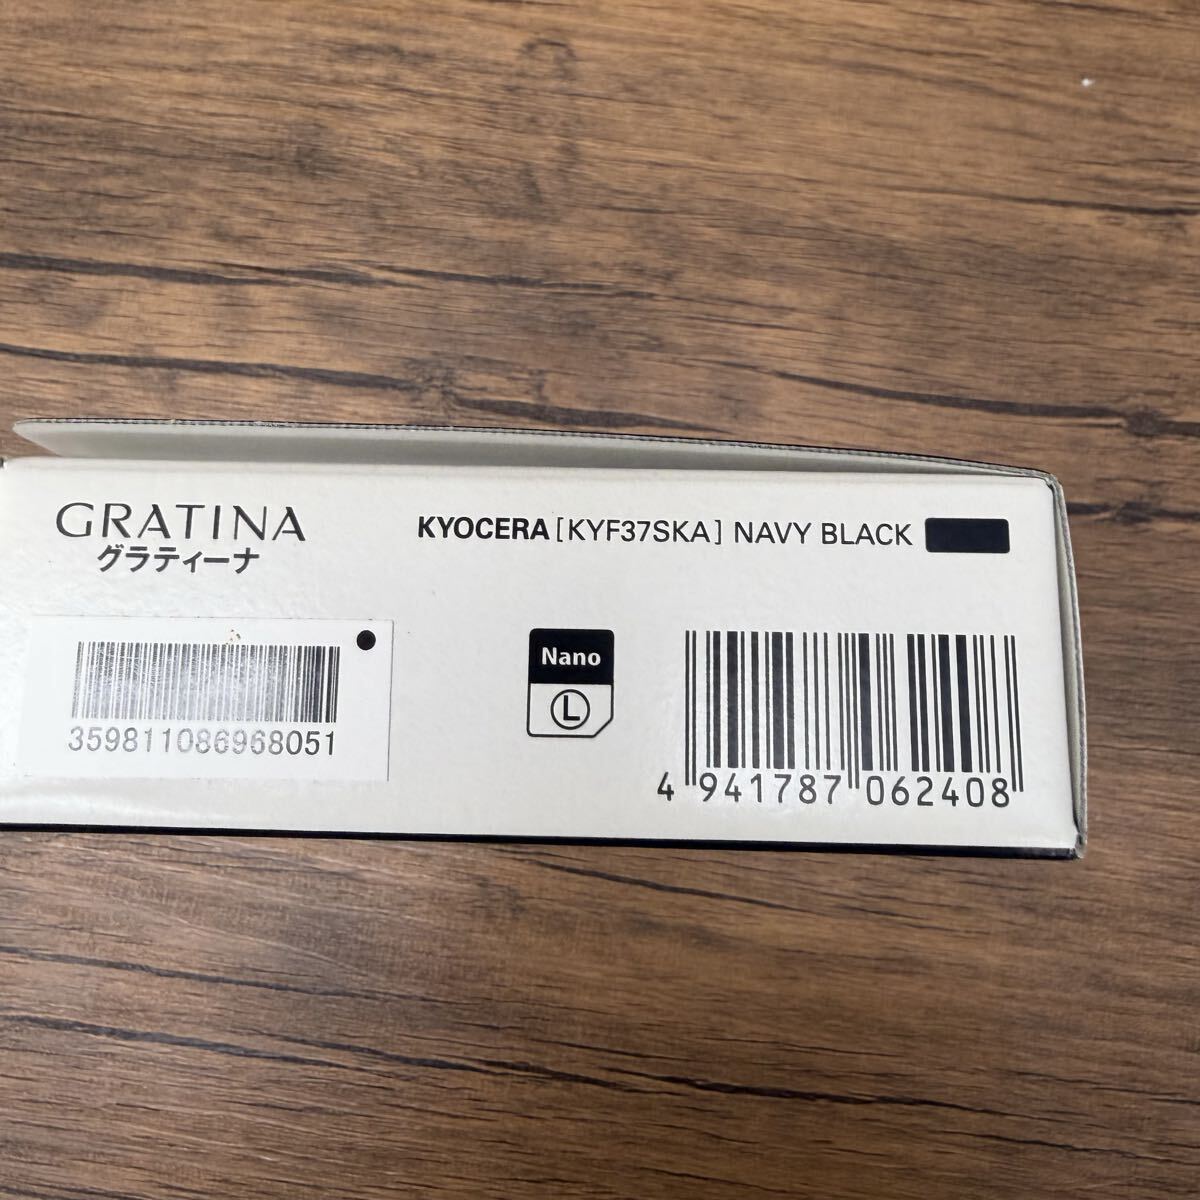 GRATINA
グラティーナ
KYOCERA [KYF37SKA] NAVY BLACK
359811086968051
Nano
L
4 941787 062408